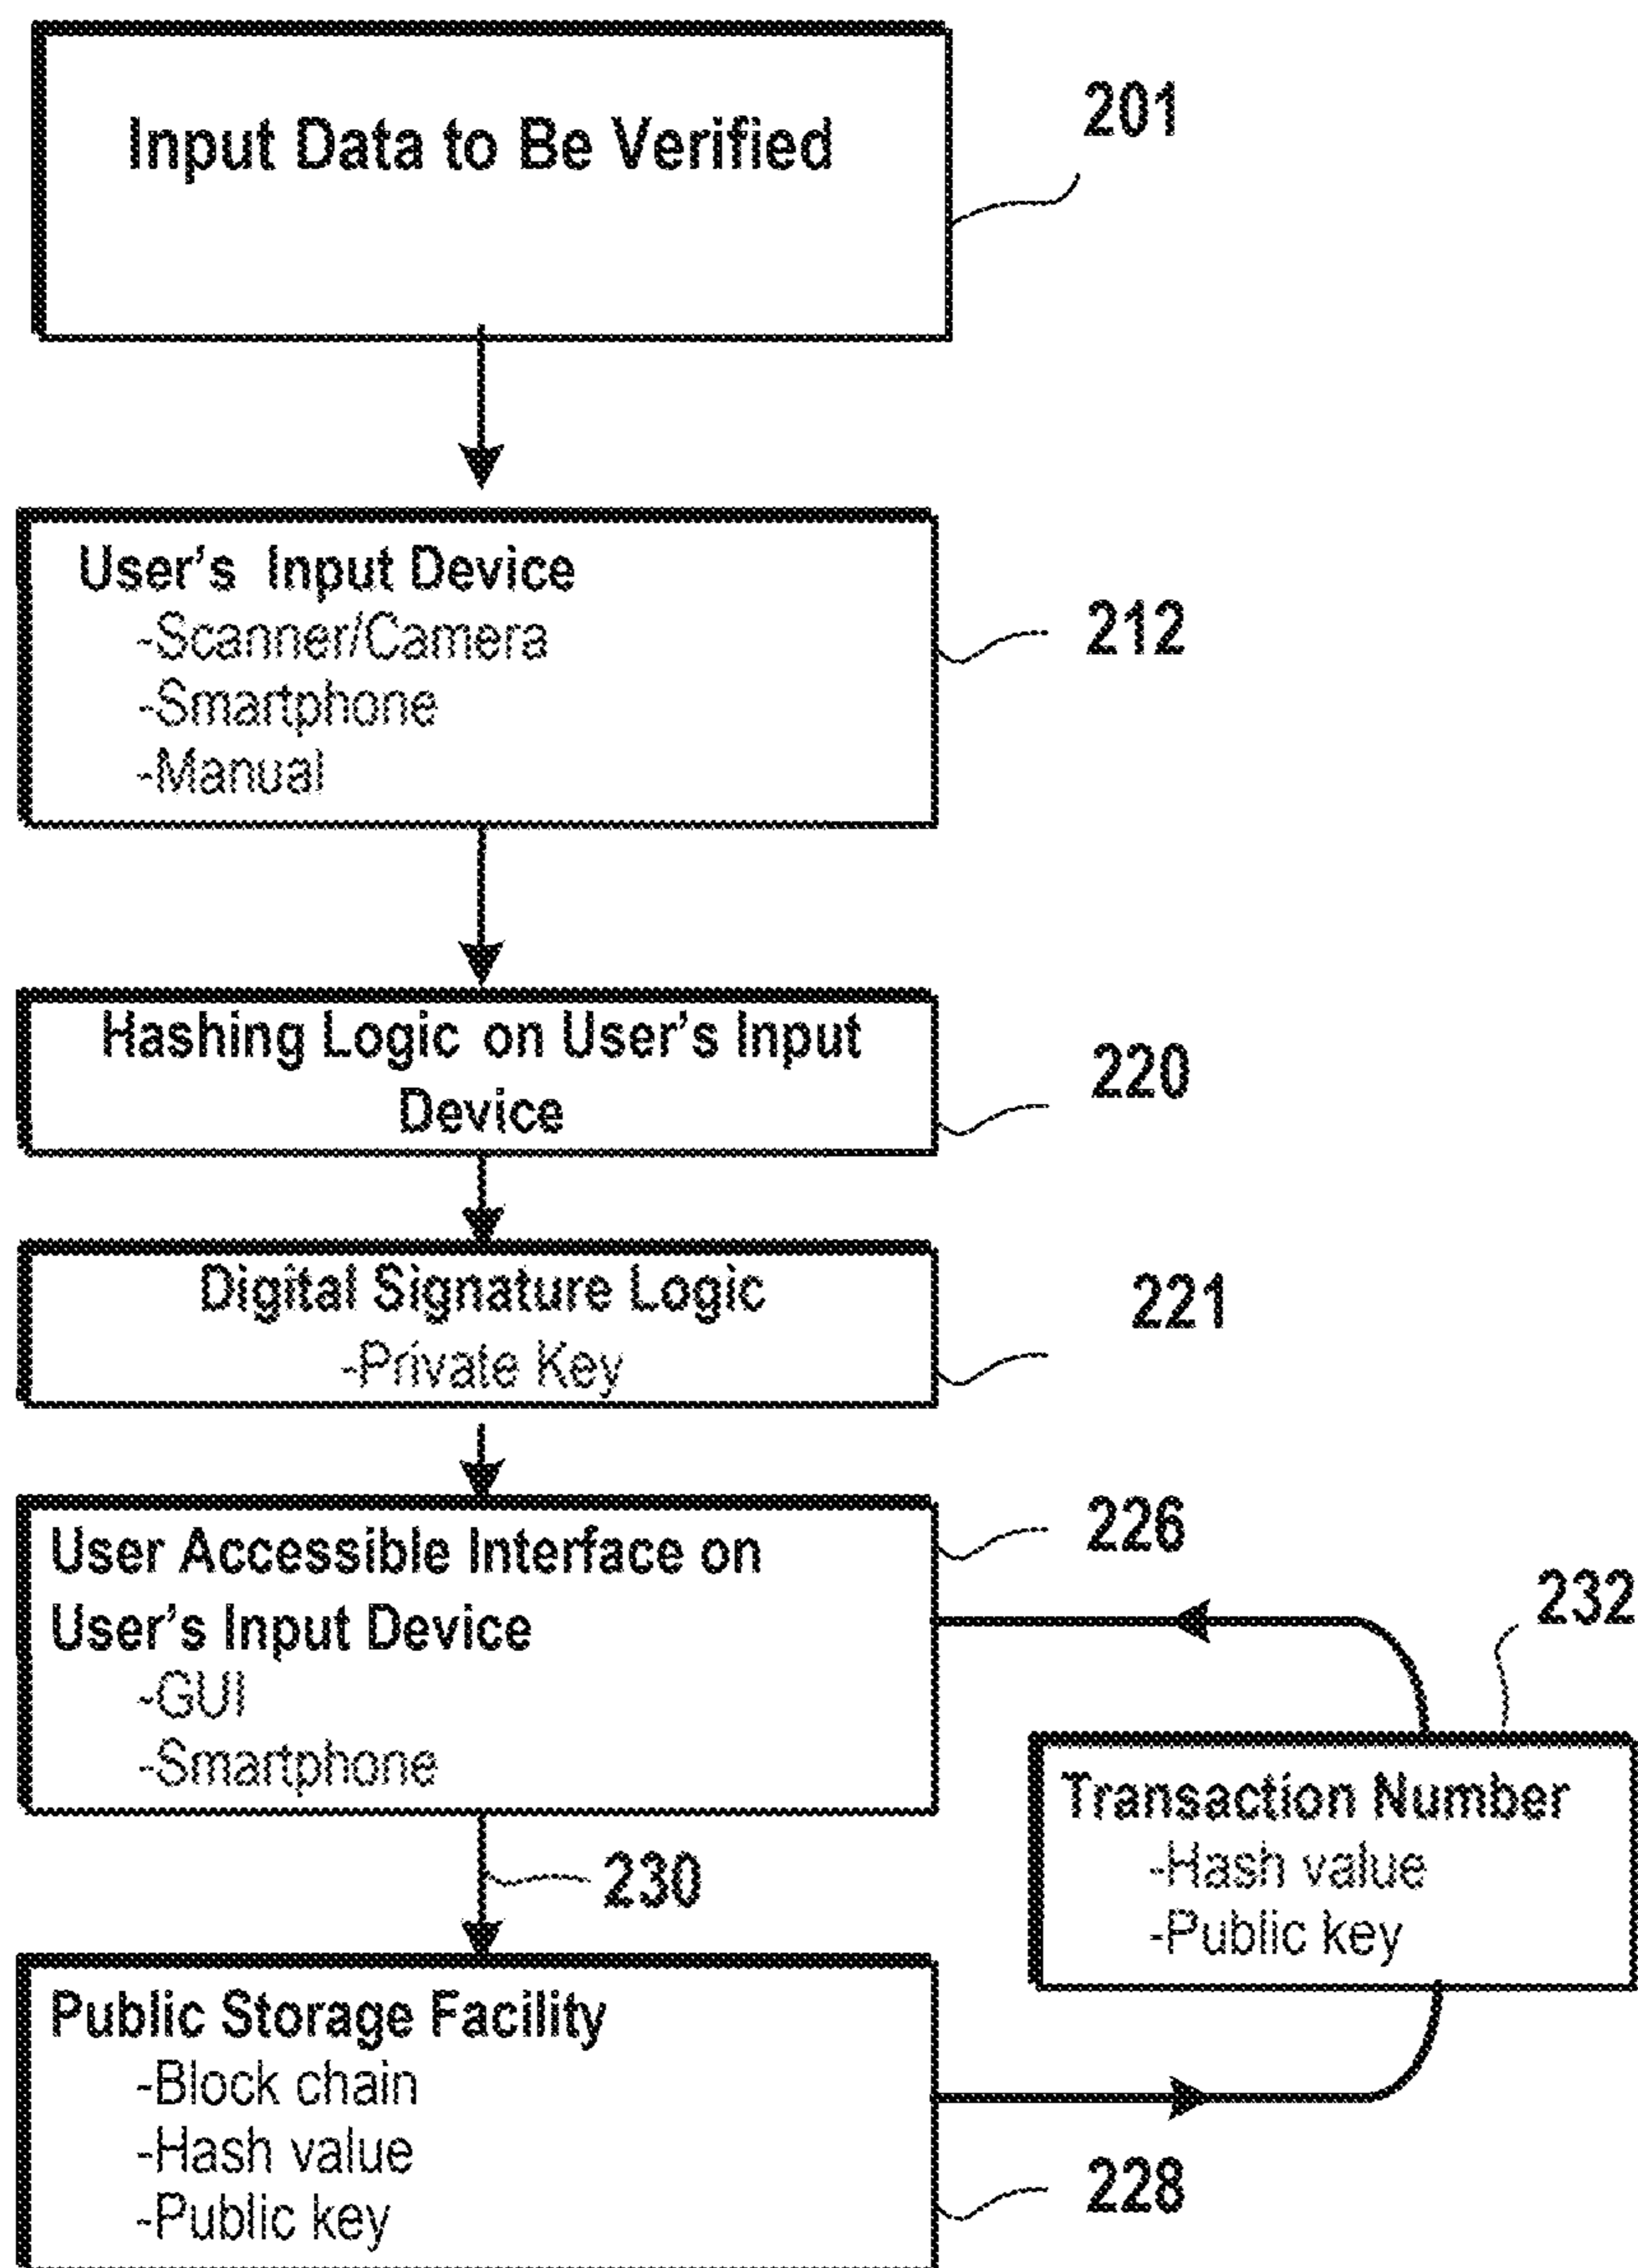 Input Data to Be Verified
201
User's Input Device
-Scanner/Camera
-Smartphone
-Manual
212
Hashing Logic on User's Input
Device
220
Digital Signature Logic
-Private Key
221
User Accessible Interface on
User's Input Device
-GUI
-Smartphone
226
232
Transaction Number
-Hash value
-Public key
230
Public Storage Facility
-Block chain
-Hash value
-Public key
228